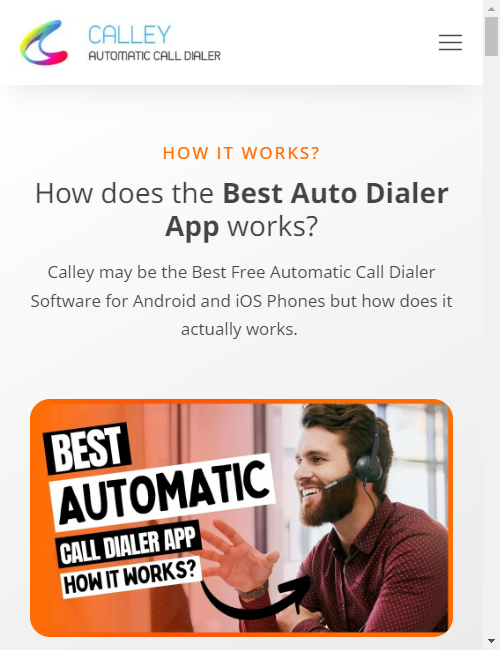 CALLEY
AUTOMATIC CALL DIALER
HOW IT WORKS?
How does the Best Auto Dialer
App works?
Calley may be the Best Free Automatic Call Dialer
Software for Android and iOS Phones but how does it
actually works.
BEST
AUTOMATIC
CALL DIALER APP
HOW IT WORKS?